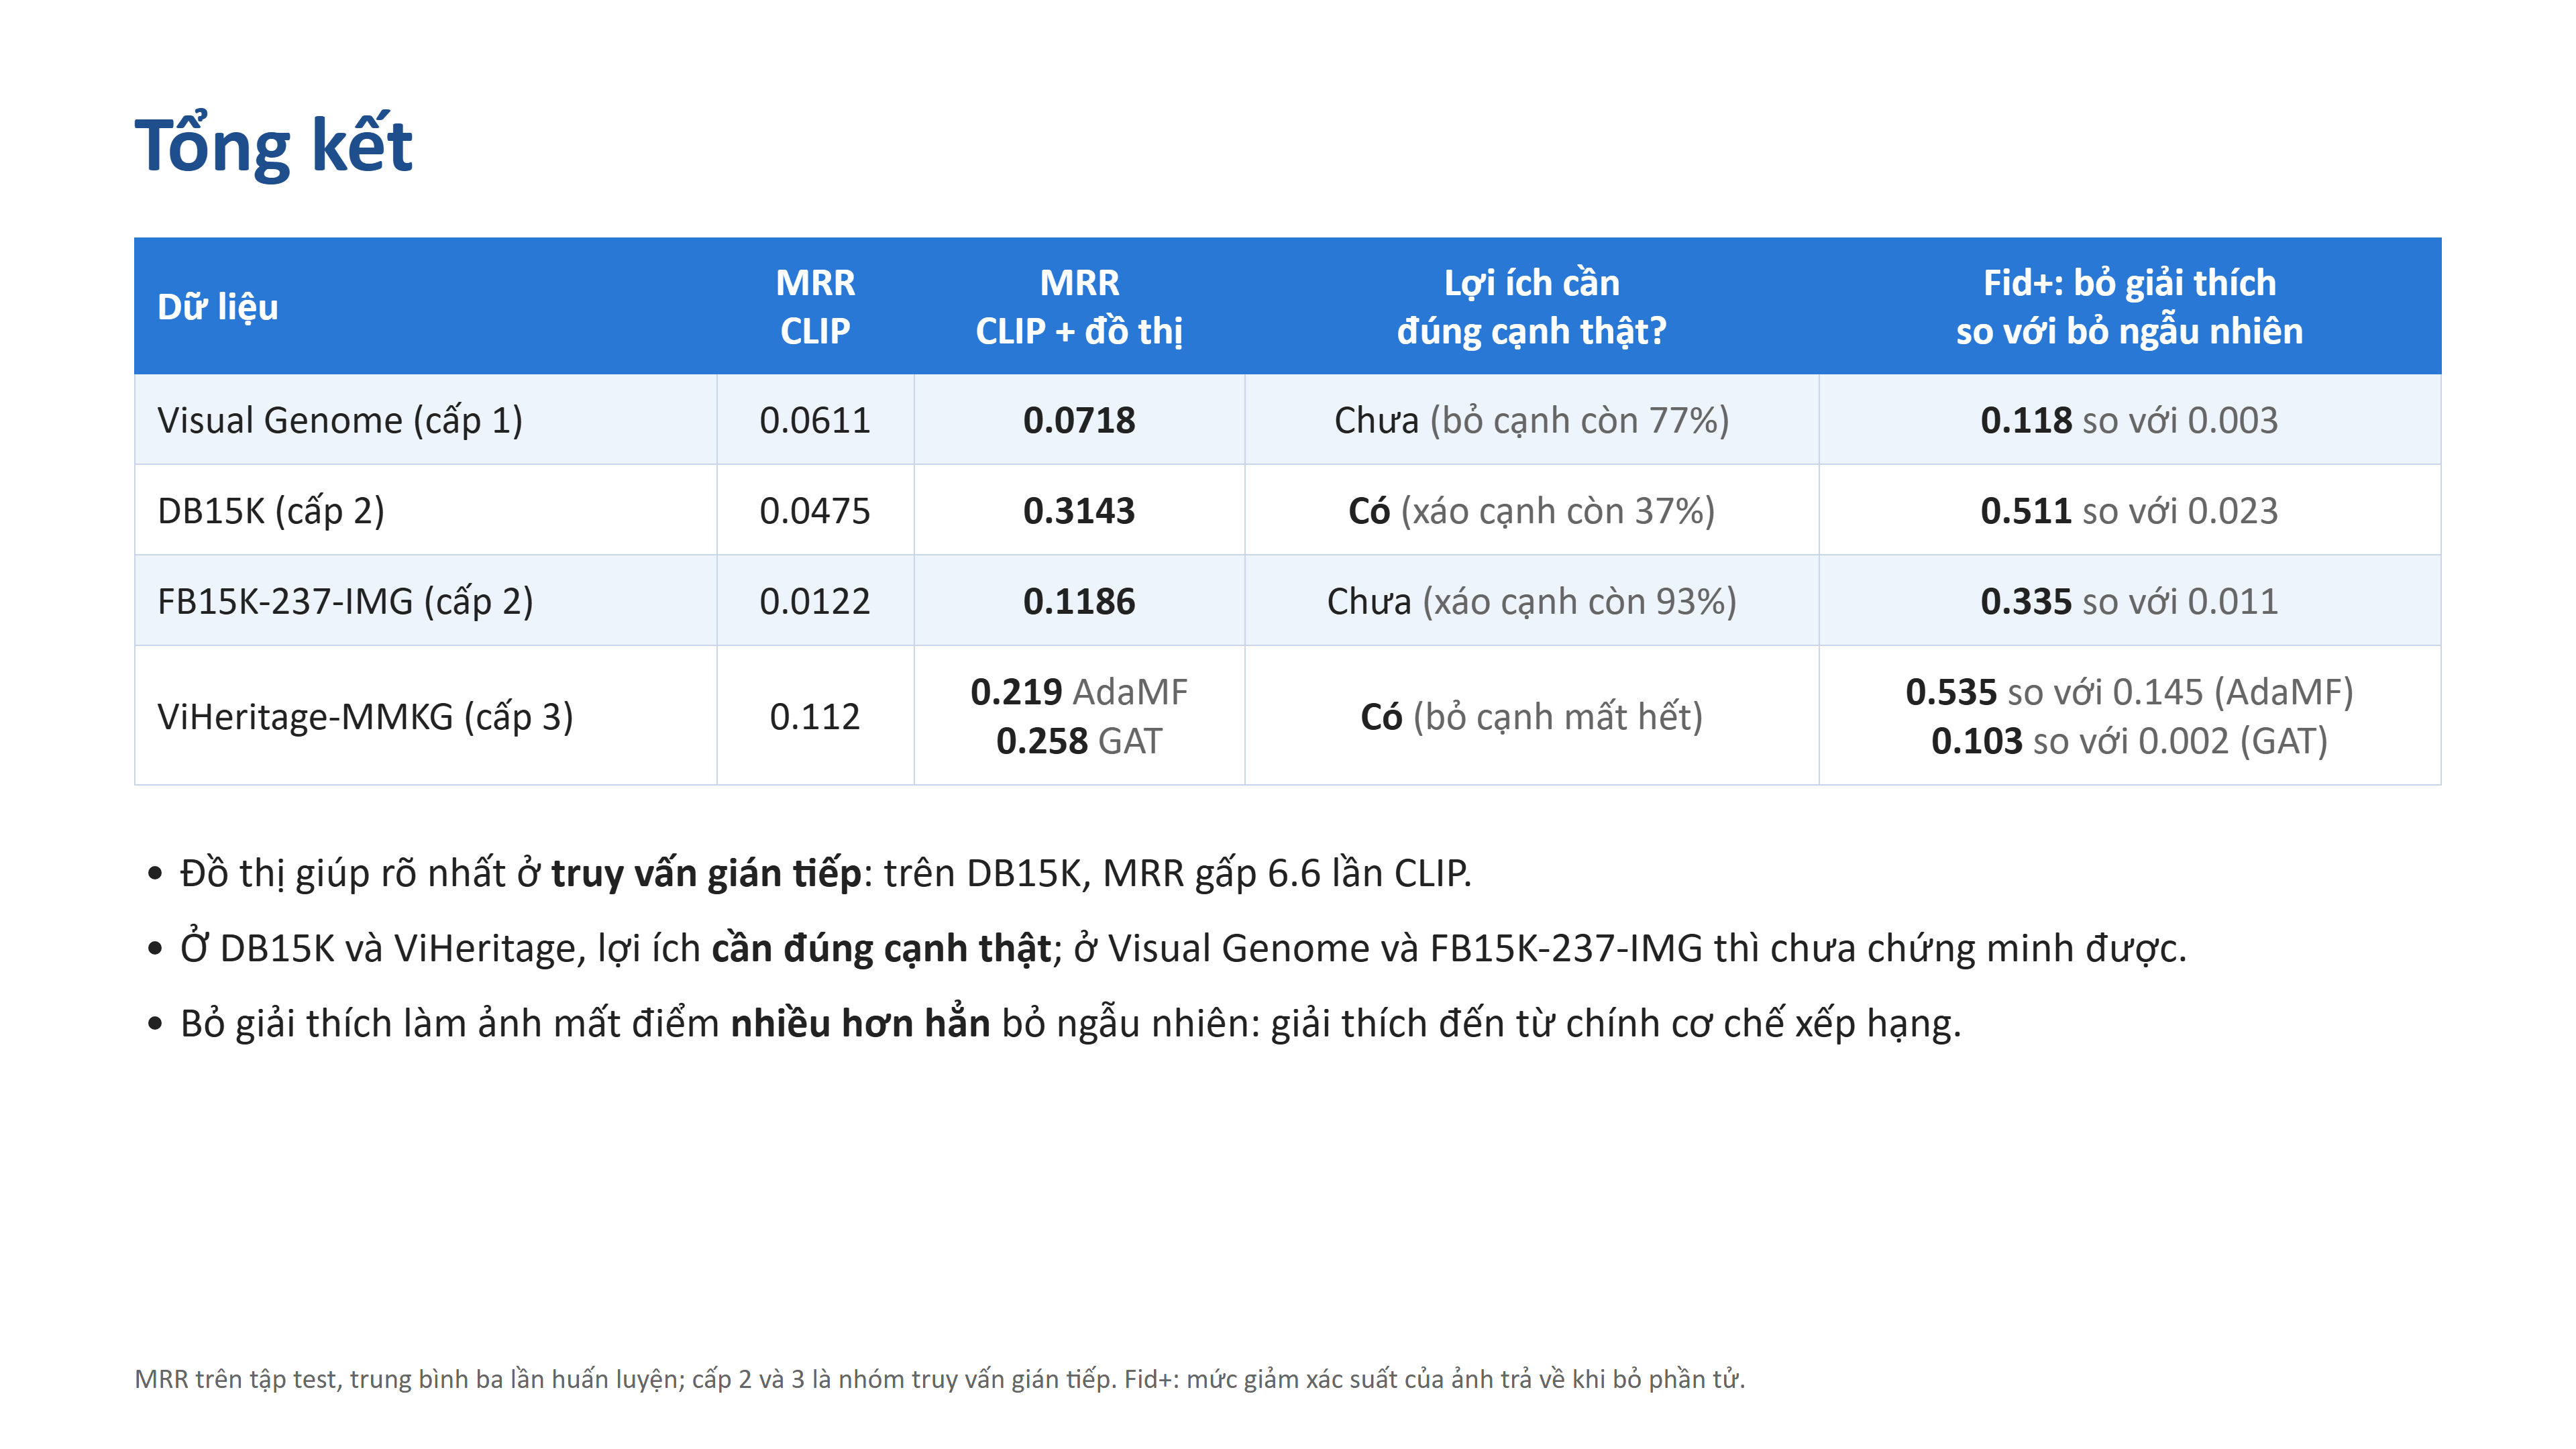 Tổng kết
Dữ liệu
MRR
CLIP
MRR
CLIP + đồ thị
Lợi ích cần
đúng cạnh thật?
Fid+: bỏ giải thích
so với bỏ ngẫu nhiên
Visual Genome (cấp 1)
0.0611
0.0718
Chưa (bỏ cạnh còn 77%)
0.118 so với 0.003
DB15K (cấp 2)
0.0475
0.3143
Có (xáo cạnh còn 37%)
0.511 so với 0.023
FB15K-237-IMG (cấp 2)
0.0122
0.1186
Chưa (xáo cạnh còn 93%)
0.335 so với 0.011
ViHeritage-MMKG (cấp 3)
0.112
0.219 AdaMF
0.258 GAT
Có (bỏ cạnh mất hết)
0.535 so với 0.145 (AdaMF)
0.103 so với 0.002 (GAT)
• Đồ thị giúp rõ nhất ở truy vấn gián tiếp: trên DB15K, MRR gấp 6.6 lần CLIP.
• Ở DB15K và ViHeritage, lợi ích cần đúng cạnh thật; ở Visual Genome và FB15K-237-IMG thì chưa chứng minh được.
• Bỏ giải thích làm ảnh mất điểm nhiều hơn hẳn bỏ ngẫu nhiên: giải thích đến từ chính cơ chế xếp hạng.
MRR trên tập test, trung bình ba lần huấn luyện; cấp 2 và 3 là nhóm truy vấn gián tiếp. Fid+: mức giảm xác suất của ảnh trả về khi bỏ phần tử.